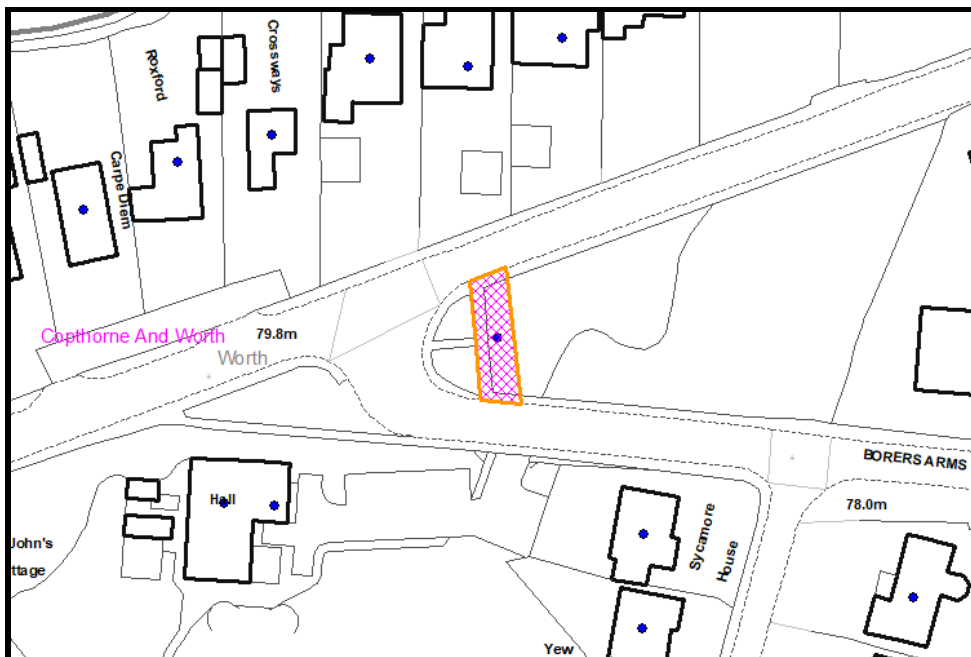 Crossways
Roxford
Carpe Diem
Copthorne And Worth
79.8m
Worth
BORERS ARMS
Hall
78.0m
John's
ttage
Sycamore
House
Yew